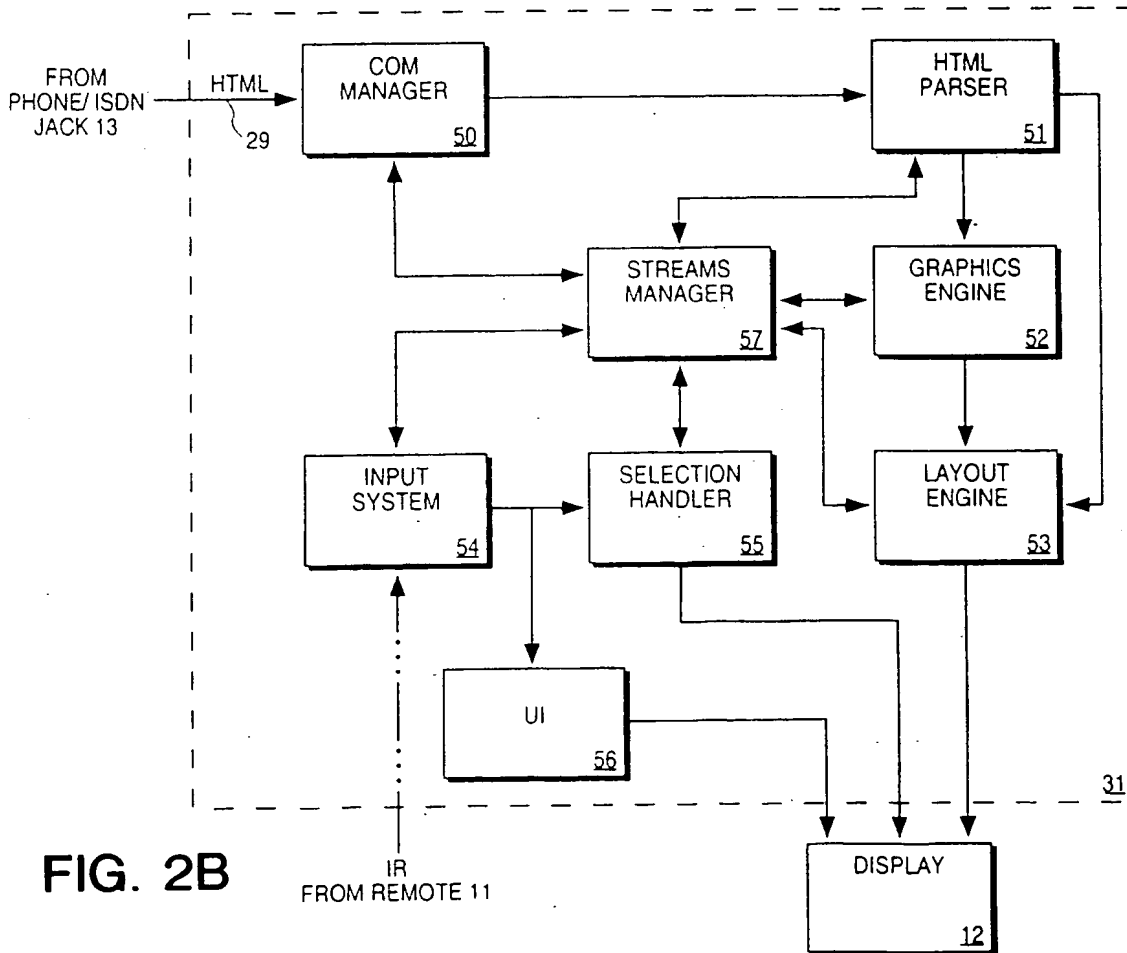 FROM
PHONE/ ISDN
JACK 13
HTML
29
COM
MANAGER
50
HTML
PARSER
51
STREAMS
MANAGER
57
GRAPHICS
ENGINE
52
INPUT
SYSTEM
54
SELECTION
HANDLER
55
LAYOUT
ENGINE
53
UI
56
31
IR
FROM REMOTE 11
DISPLAY
12
FIG. 2B